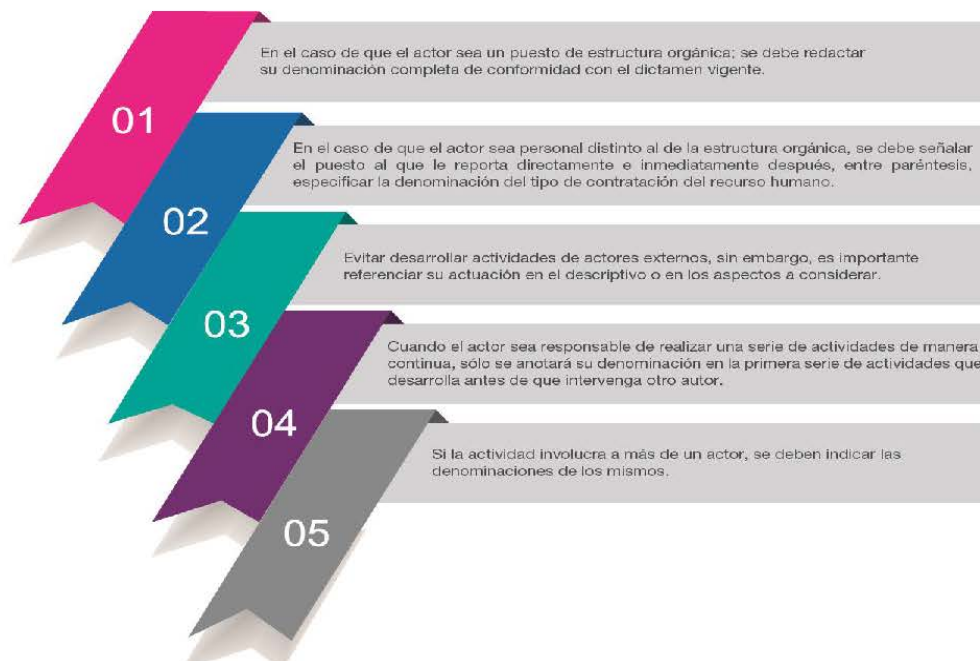 01
En el caso de que el actor sea un puesto de estructura orgánica; se debe redactar
su denominación completa de conformidad con el dictamen vigente.
02
En el caso de que el actor sea personal distinto al de la estructura orgánica, se debe señalar
el puesto al que le reporta directamente e inmediatamente después, entre paréntesis,
especificar la denominación del tipo de contratación del recurso humano.
03
Evitar desarrollar actividades de actores externos, sin embargo, es importante
referenciar su actuación en el descriptivo o en los aspectos a considerar.
04
Cuando el actor sea responsable de realizar una serie de actividades de manera
continua, sólo se anotará su denominación en la primera serie de actividades que
desarrolla antes de que intervenga otro autor.
05
Si la actividad involucra a más de un actor, se deben indicar las
denominaciones de los mismos.